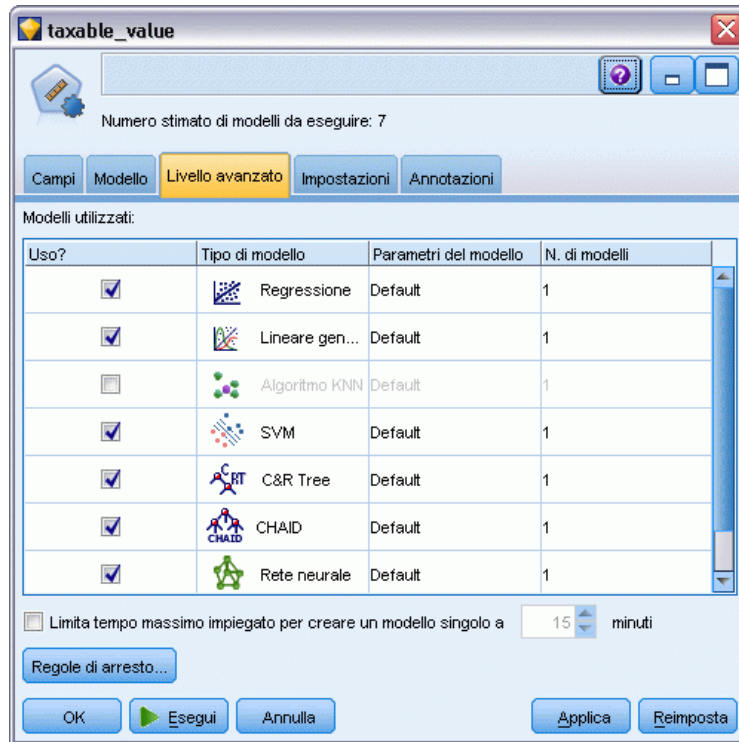 taxable_value
Numero stimato di modelli da eseguire: 7
Campi Modello Livello avanzato Impostazioni Annotazioni
Modelli utilizzati:
Uso? Tipo di modello Parametri del modello N. di modelli
Regressione Default 1
Lineare gen... Default 1
Algoritmo KNN Default 1
SVM Default 1
C&R Tree Default 1
CHAID CHAID Default 1
Rete neurale Default 1
Limita tempo massimo impiegato per creare un modello singolo a 15 minuti
Regole di arresto...
OK Esegui Annulla Applica Reimposta